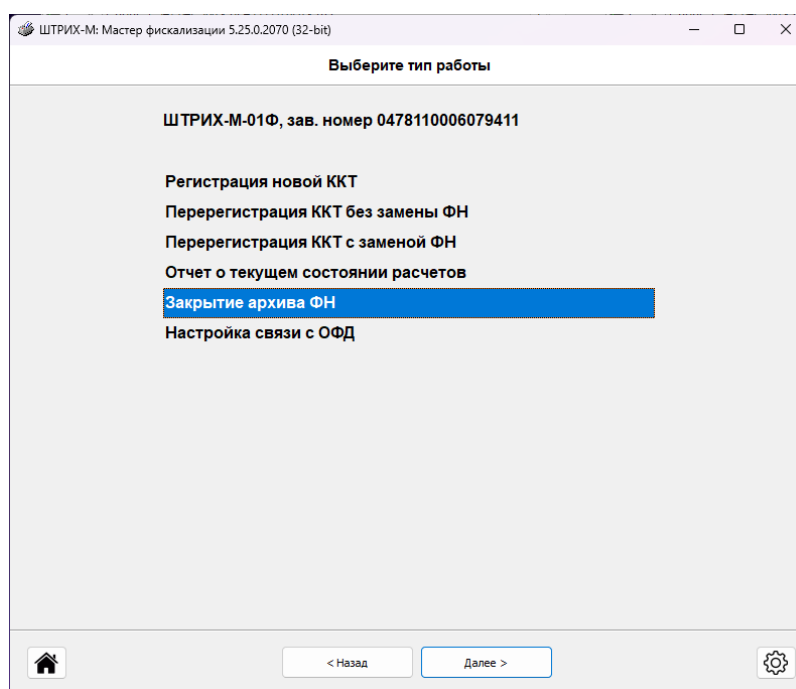 ШТРИХ-М: Мастер фискализации 5.25.0.2070 (32-bit)
Выберите тип работы
ШТРИХ-М-01Ф, зав. номер 0478110006079411
Регистрация новой ККТ
Перерегистрация ККТ без замены ФН
Перерегистрация ККТ с заменой ФН
Отчет о текущем состоянии расчетов
Закрытие архива ФН
Настройка связи с ОФД
< Назад
Далее >